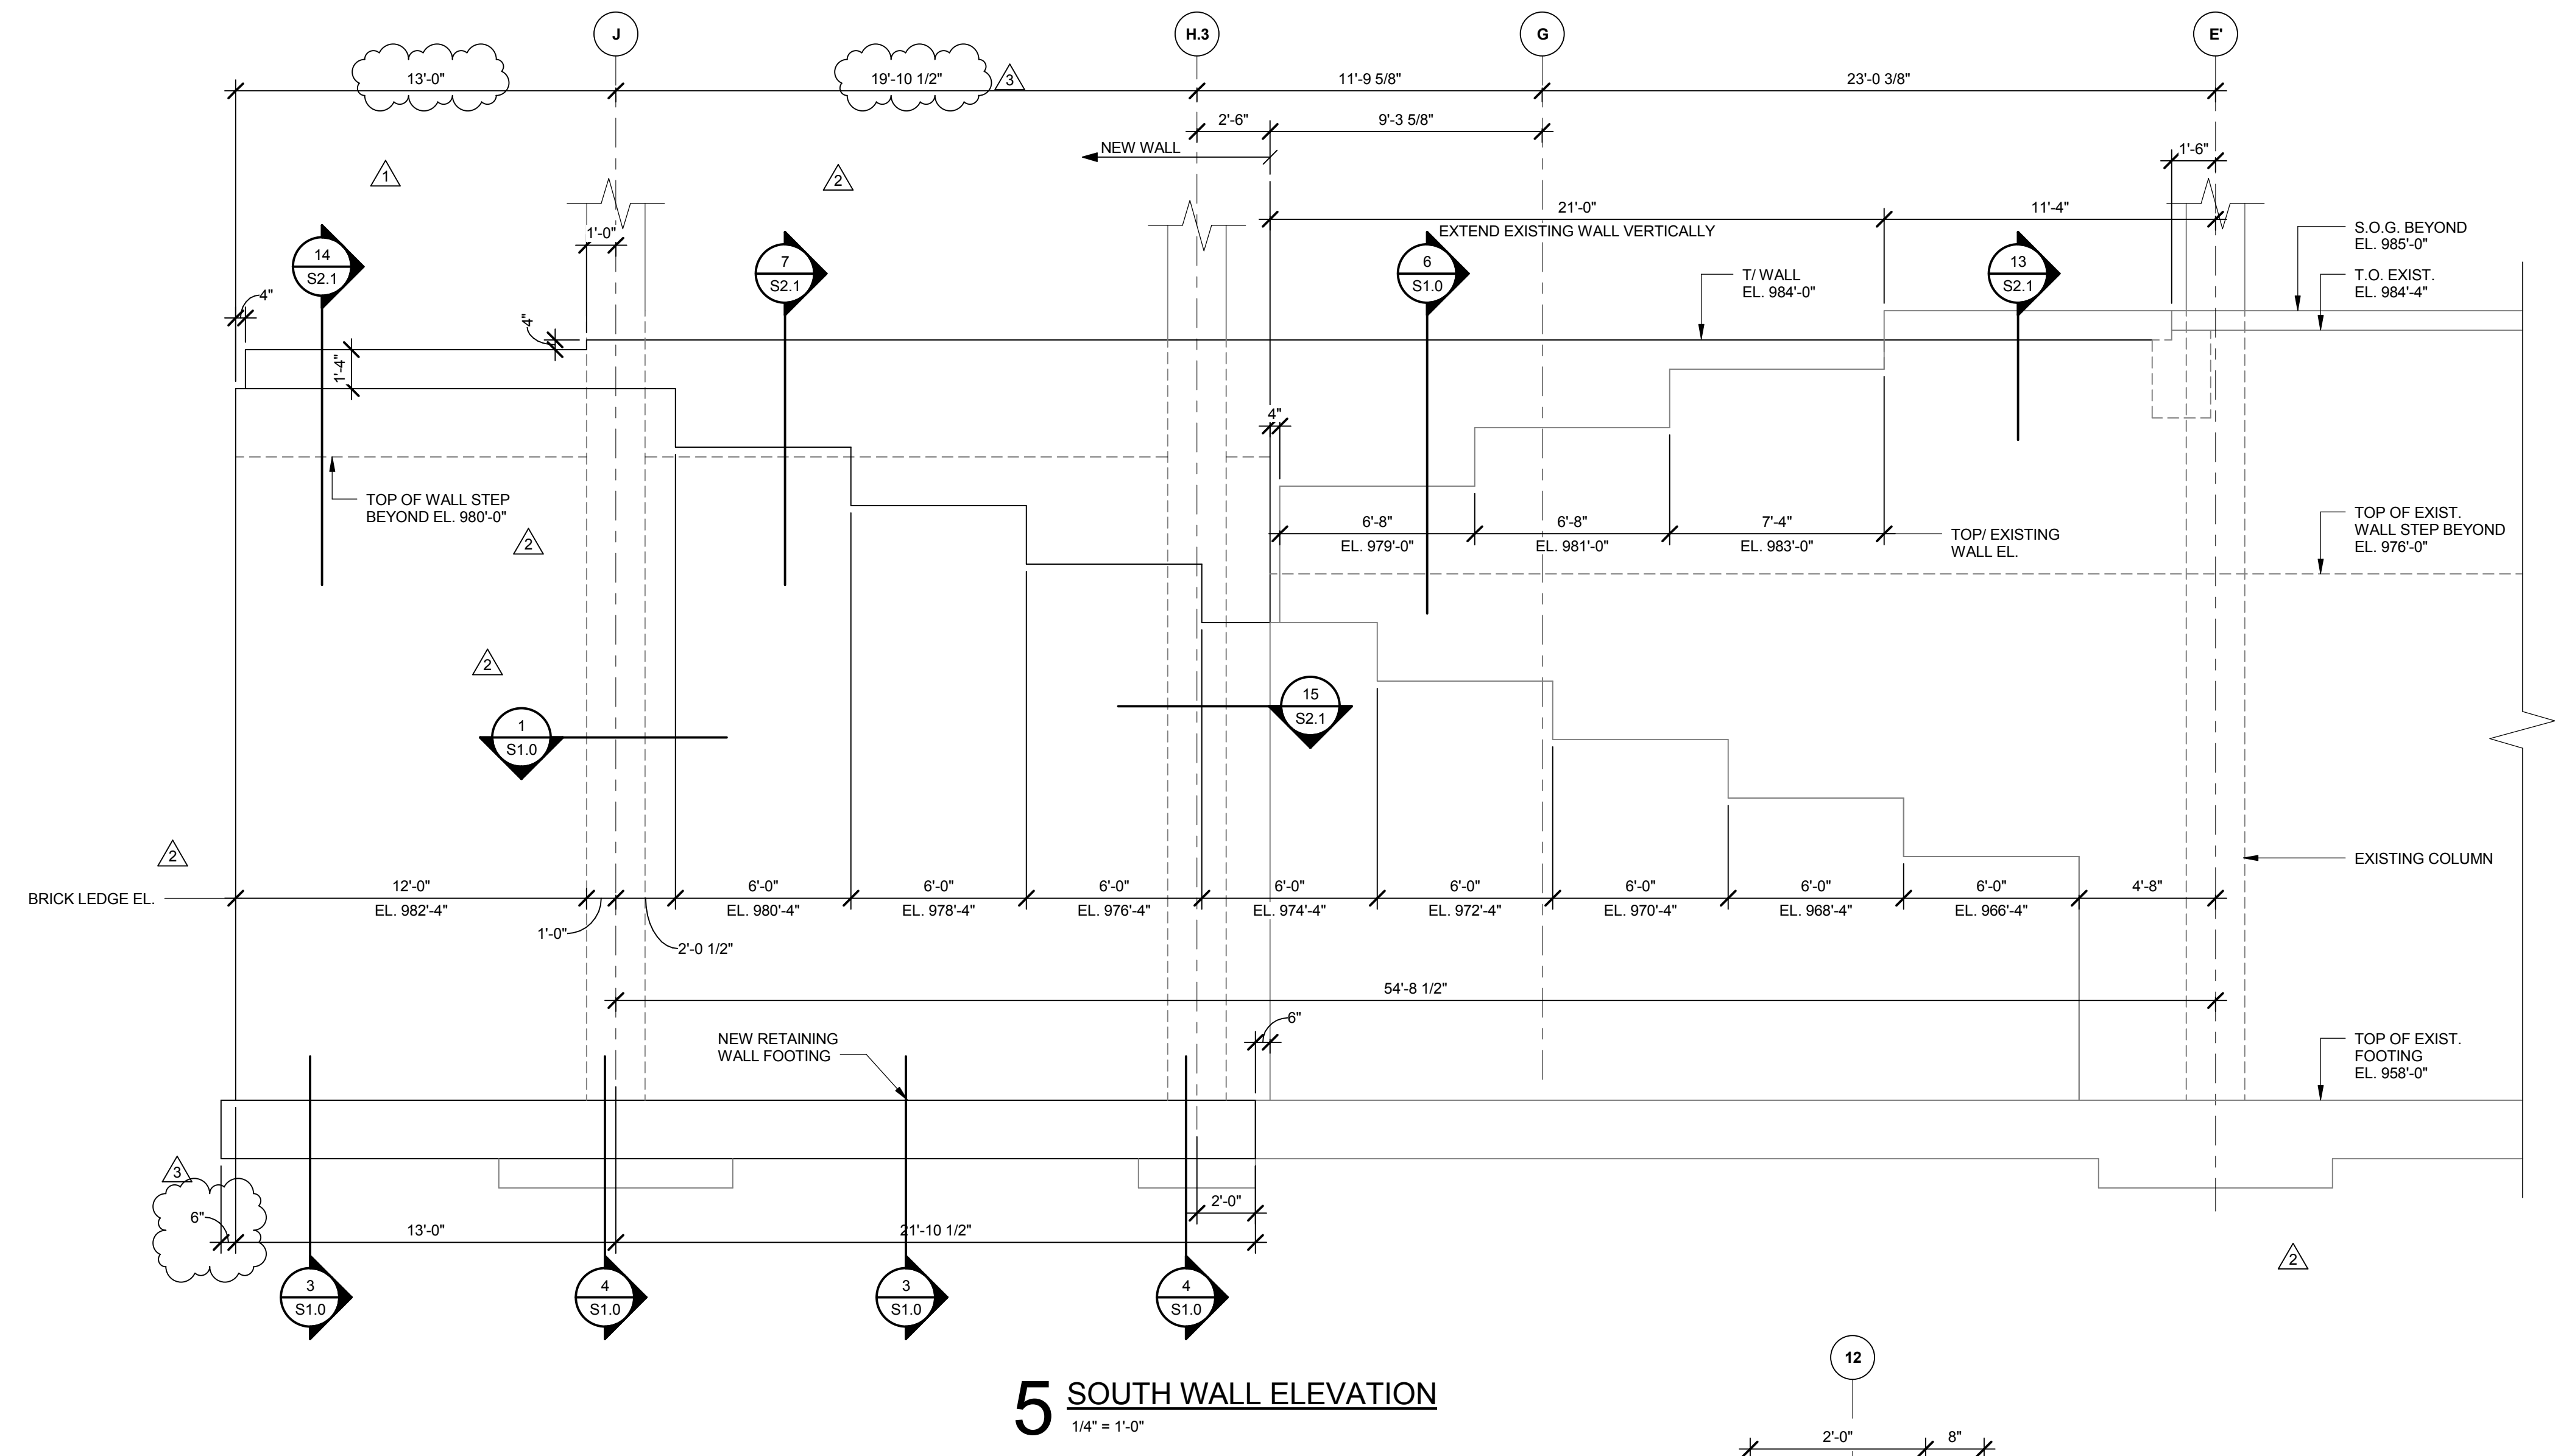 J
H.3
G
E'
13'-0"
19'-10 1/2"
3
11'-9 5/8"
23'-0 3/8"
2'-6"
9'-3 5/8"
NEW WALL
1'-6"
1
2
21'-0"
11'-4"
EXTEND EXISTING WALL VERTICALLY
1'-0"
S.O.G. BEYOND
EL. 985'-0"
14
S2.1
7
S2.1
6
S1.0
13
S2.1
T/ WALL
EL. 984'-0"
T.O. EXIST.
EL. 984'-4"
4"
4"
1'-4"
4"
TOP OF WALL STEP
BEYOND EL. 980'-0"
6'-8"
6'-8"
7'-4"
EL. 979'-0"
EL. 981'-0"
EL. 983'-0"
TOP/ EXISTING
WALL EL.
TOP OF EXIST.
WALL STEP BEYOND
EL. 976'-0"
2
2
15
S2.1
1
S1.0
2
EXISTING COLUMN
BRICK LEDGE EL.
12'-0"
6'-0"
6'-0"
6'-0"
6'-0"
6'-0"
6'-0"
6'-0"
6'-0"
4'-8"
EL. 982'-4"
EL. 980'-4"
EL. 978'-4"
EL. 976'-4"
EL. 974'-4"
EL. 972'-4"
EL. 970'-4"
EL. 968'-4"
EL. 966'-4"
1'-0"
2'-0 1/2"
54'-8 1/2"
6"
NEW RETAINING
WALL FOOTING
TOP OF EXIST.
FOOTING
EL. 958'-0"
3
6"
13'-0"
21'-10 1/2"
2'-0"
2
3
S1.0
4
S1.0
3
S1.0
4
S1.0
5 SOUTH WALL ELEVATION
1/4" = 1'-0"
12
2'-0"
8"